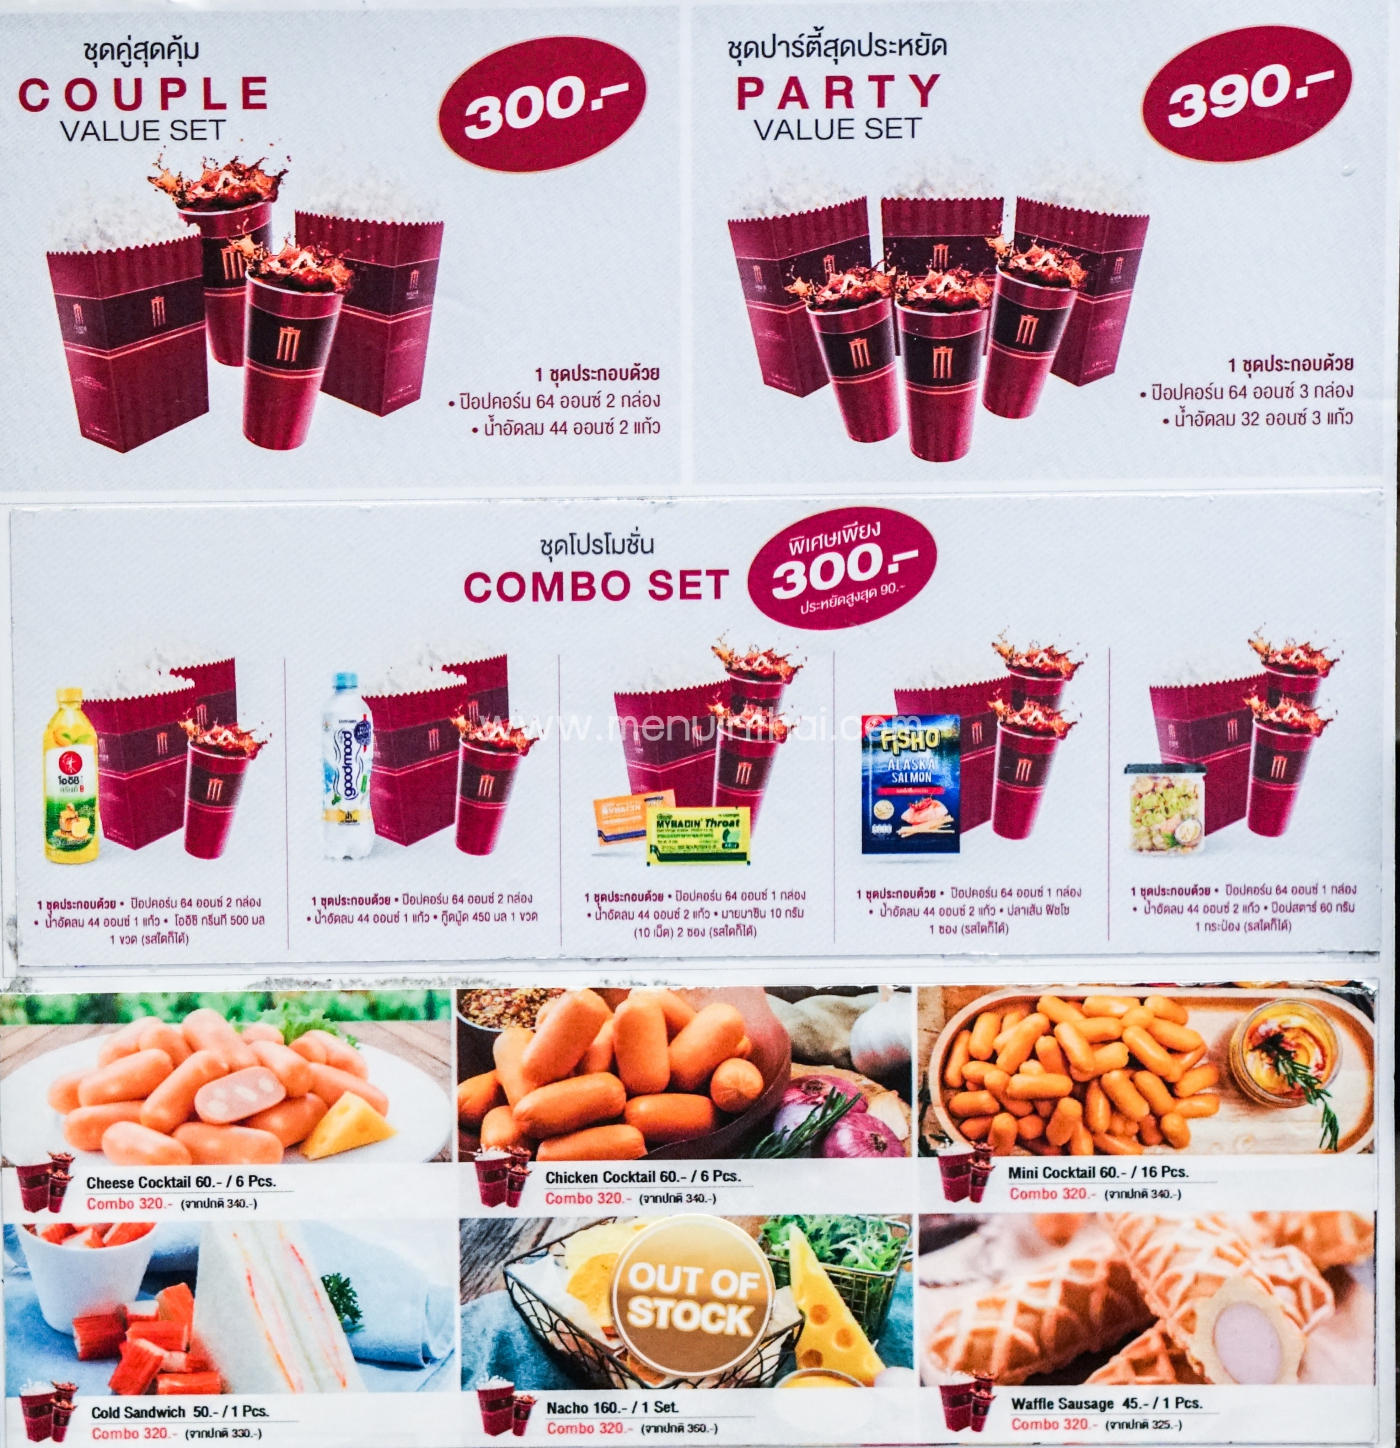 ชุดคู่สุดคุ้ม
COUPLE
VALUE SET
300.-
1 ชุดประกอบด้วย
• ป๊อปคอร์น 64 ออนซ์ 2 กล่อง
• น้ำอัดลม 44 ออนซ์ 2 แก้ว
ชุดปาร์ตี้สุดประหยัด
PARTY
VALUE SET
390.-
1 ชุดประกอบด้วย
• ป๊อปคอร์น 64 ออนซ์ 3 กล่อง
• น้ำอัดลม 32 ออนซ์ 3 แก้ว
ชุดโปรโมชั่น
COMBO SET
พิเศษเพียง
300.-
ประหยัดสูงสุด 90.-
www.menuinthai.com
โออิชิ
กรีนที
goodmood
MYBACIN
MYBACIN Throat
FISHO
ALASKA
SALMON
1 ชุดประกอบด้วย • ป๊อปคอร์น 64 ออนซ์ 2 กล่อง
• น้ำอัดลม 44 ออนซ์ 1 แก้ว • โออิชิ กรีนที 500 มล
1 ขวด (รสใดก็ได้)
1 ชุดประกอบด้วย • ป๊อปคอร์น 64 ออนซ์ 2 กล่อง
• น้ำอัดลม 44 ออนซ์ 1 แก้ว • กู๊ดมู้ด 450 มล 1 ขวด
1 ชุดประกอบด้วย • ป๊อปคอร์น 64 ออนซ์ 1 กล่อง
• น้ำอัดลม 44 ออนซ์ 2 แก้ว • มายบาซิน 10 กรัม
(10 เม็ด) 2 ซอง (รสใดก็ได้)
1 ชุดประกอบด้วย • ป๊อปคอร์น 64 ออนซ์ 1 กล่อง
• น้ำอัดลม 44 ออนซ์ 2 แก้ว • ปลาเส้น ฟิชโช
1 ซอง (รสใดก็ได้)
1 ชุดประกอบด้วย • ป๊อปคอร์น 64 ออนซ์ 1 กล่อง
• น้ำอัดลม 44 ออนซ์ 2 แก้ว • ป๊อปสตาร์ 60 กรัม
1 กระป๋อง (รสใดก็ได้)
Cheese Cocktail 60.- / 6 Pcs.
Combo 320.- (จากปกติ 340.-)
Chicken Cocktail 60.- / 6 Pcs.
Combo 320.- (จากปกติ 340.-)
Mini Cocktail 60.- / 16 Pcs.
Combo 320.- (จากปกติ 340.-)
Cold Sandwich 50.- / 1 Pcs.
Combo 320.- (จากปกติ 330.-)
OUT OF
STOCK
Nacho 160.- / 1 Set.
Combo 320.- (จากปกติ 360.-)
Waffle Sausage 45.- / 1 Pcs.
Combo 320.- (จากปกติ 325.-)